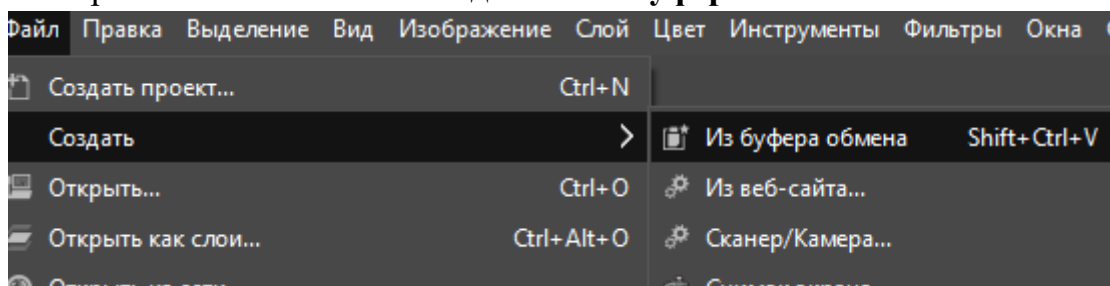 Файл Правка Выделение Вид Изображение Слой Цвет Инструменты Фильтры Окна
Создать проект... Ctrl+N
Создать > Из буфера обмена Shift+Ctrl+V
Открыть... Ctrl+O Из веб-сайта...
Открыть как слои... Ctrl+Alt+O Сканер/Камера...